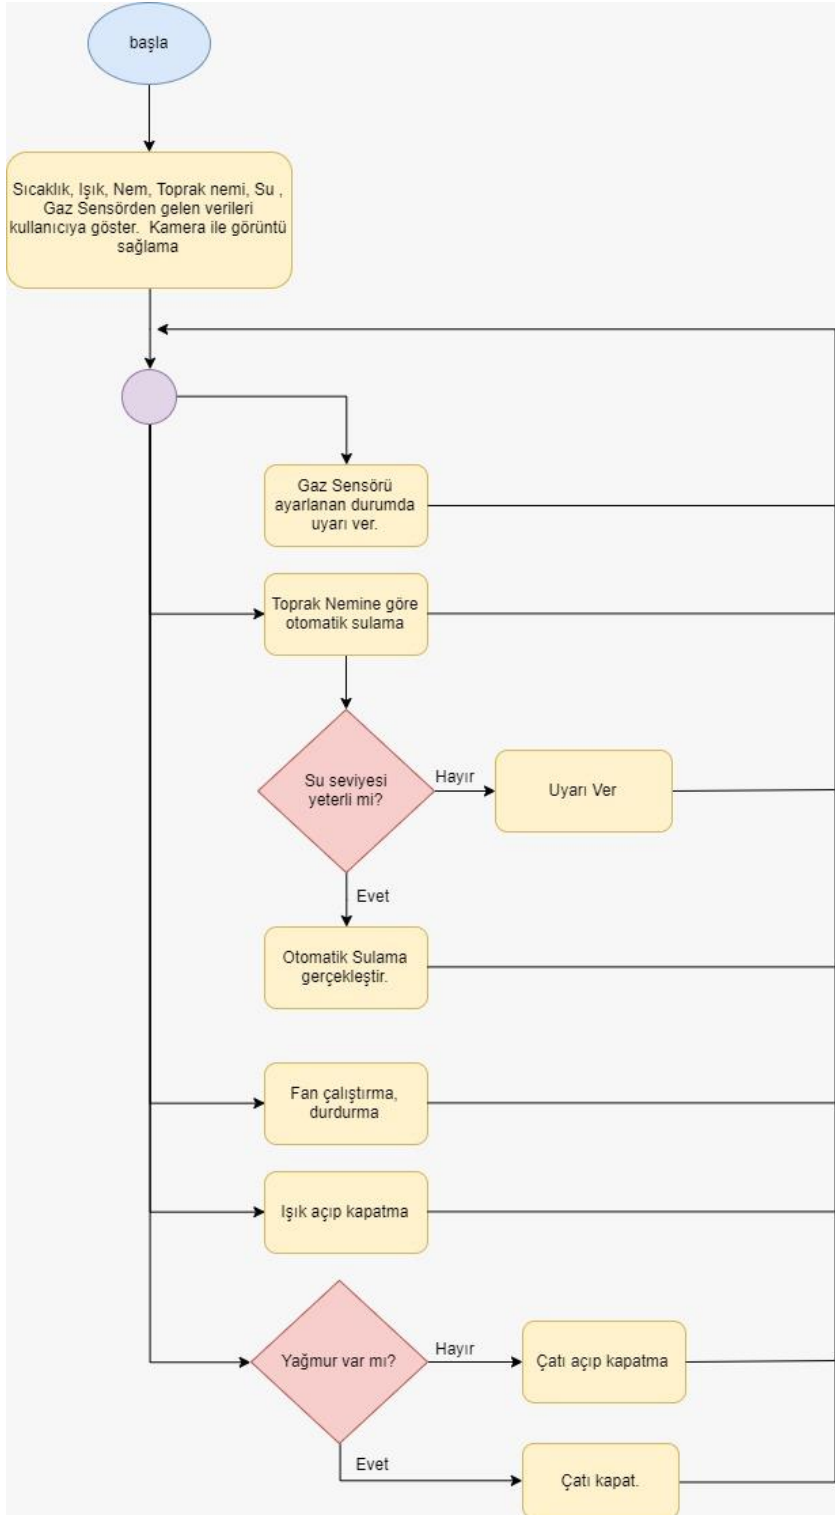 başla
Sıcaklık, Işık, Nem, Toprak nemi, Su ,
Gaz Sensörden gelen verileri
kullanıcıya göster. Kamera ile görüntü
sağlama
Gaz Sensörü
ayarlanan durumda
uyarı ver.
Toprak Nemine göre
otomatik sulama
Su seviyesi
yeterli mi?
Hayır
Uyarı Ver
Evet
Otomatik Sulama
gerçekleştir.
Fan çalıştırma,
durdurma
Işık açıp kapatma
Yağmur var mı?
Hayır
Çatı açıp kapatma
Evet
Çatı kapat.